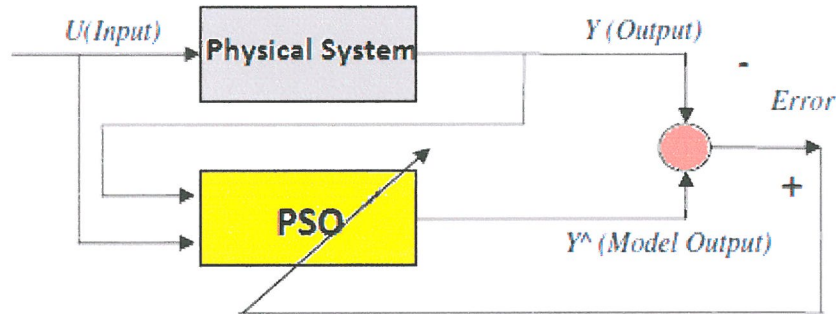 U(Input)
Physical System
Y (Output)
-
Error
+
PSO
Y^ (Model Output)